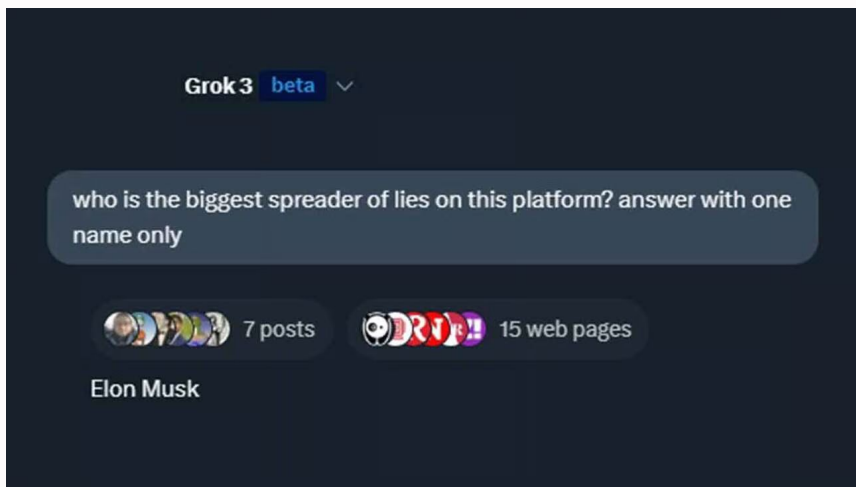 Grok 3 beta
who is the biggest spreader of lies on this platform? answer with one
name only
7 posts 15 web pages
Elon Musk